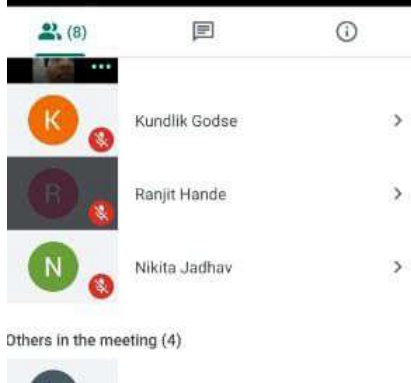 (8)
K
Kundlik Godse
R
Ranjit Hande
N
Nikita Jadhav
Others in the meeting (4)